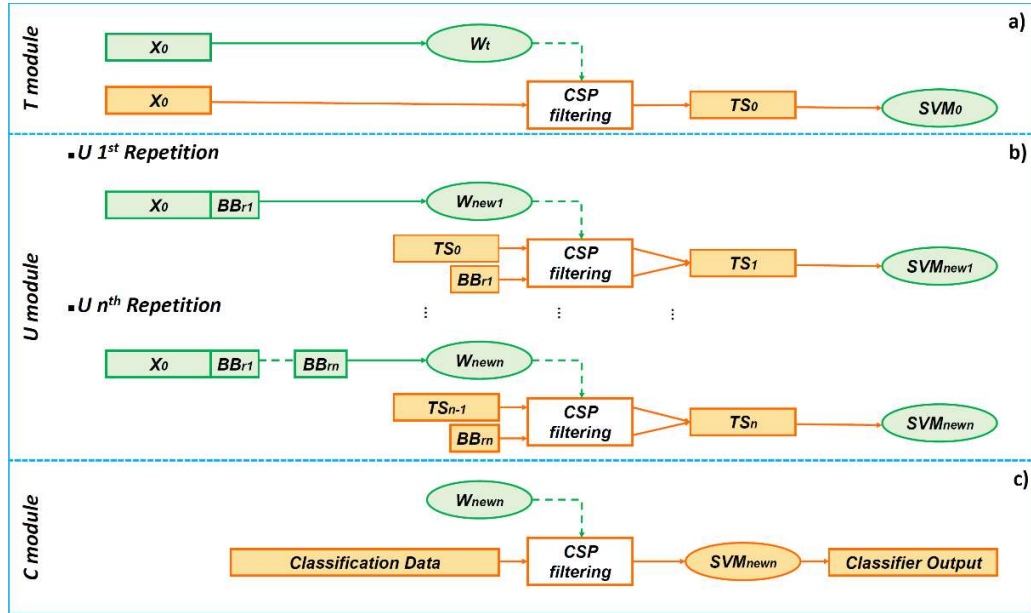 T module
a)
X0
Wt
X0
CSP
filtering
TS0
SVM0
U module
b)
▪U 1st Repetition
X0 BBr1
Wnew1
TS0
BBr1
CSP
filtering
TS1
SVMnew1
⋮ ⋮ ⋮
▪U nth Repetition
X0 BBr1 BBrn
Wnewn
TSn-1
BBrn
CSP
filtering
TSn
SVMnewn
C module
c)
Wnewn
Classification Data
CSP
filtering
SVMnewn
Classifier Output